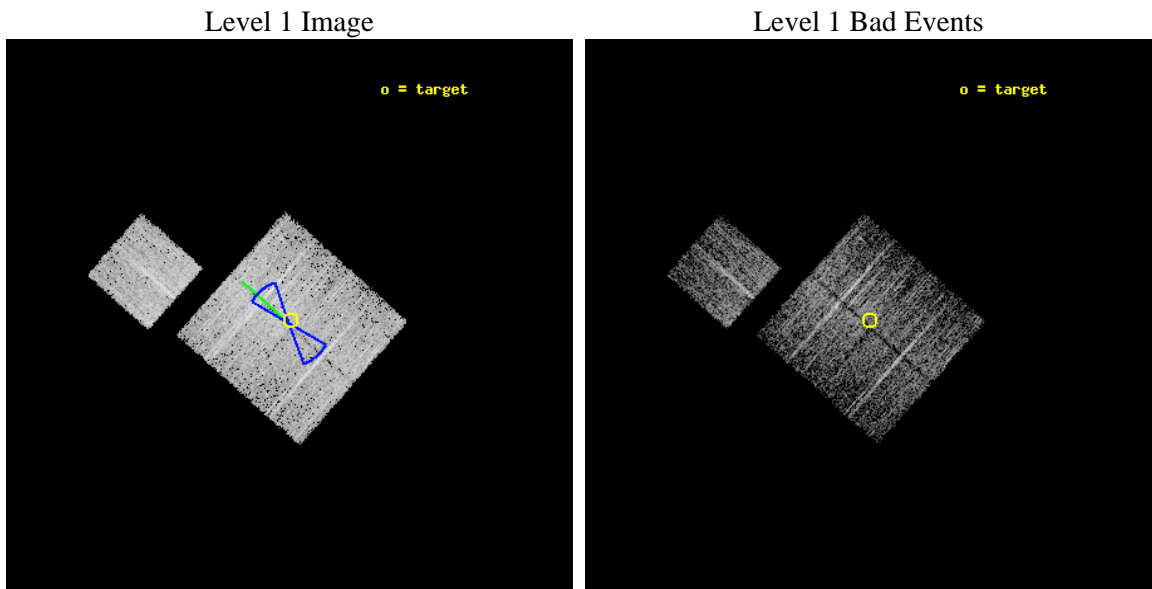 Level 1 Image
Level 1 Bad Events
o = target
o = target